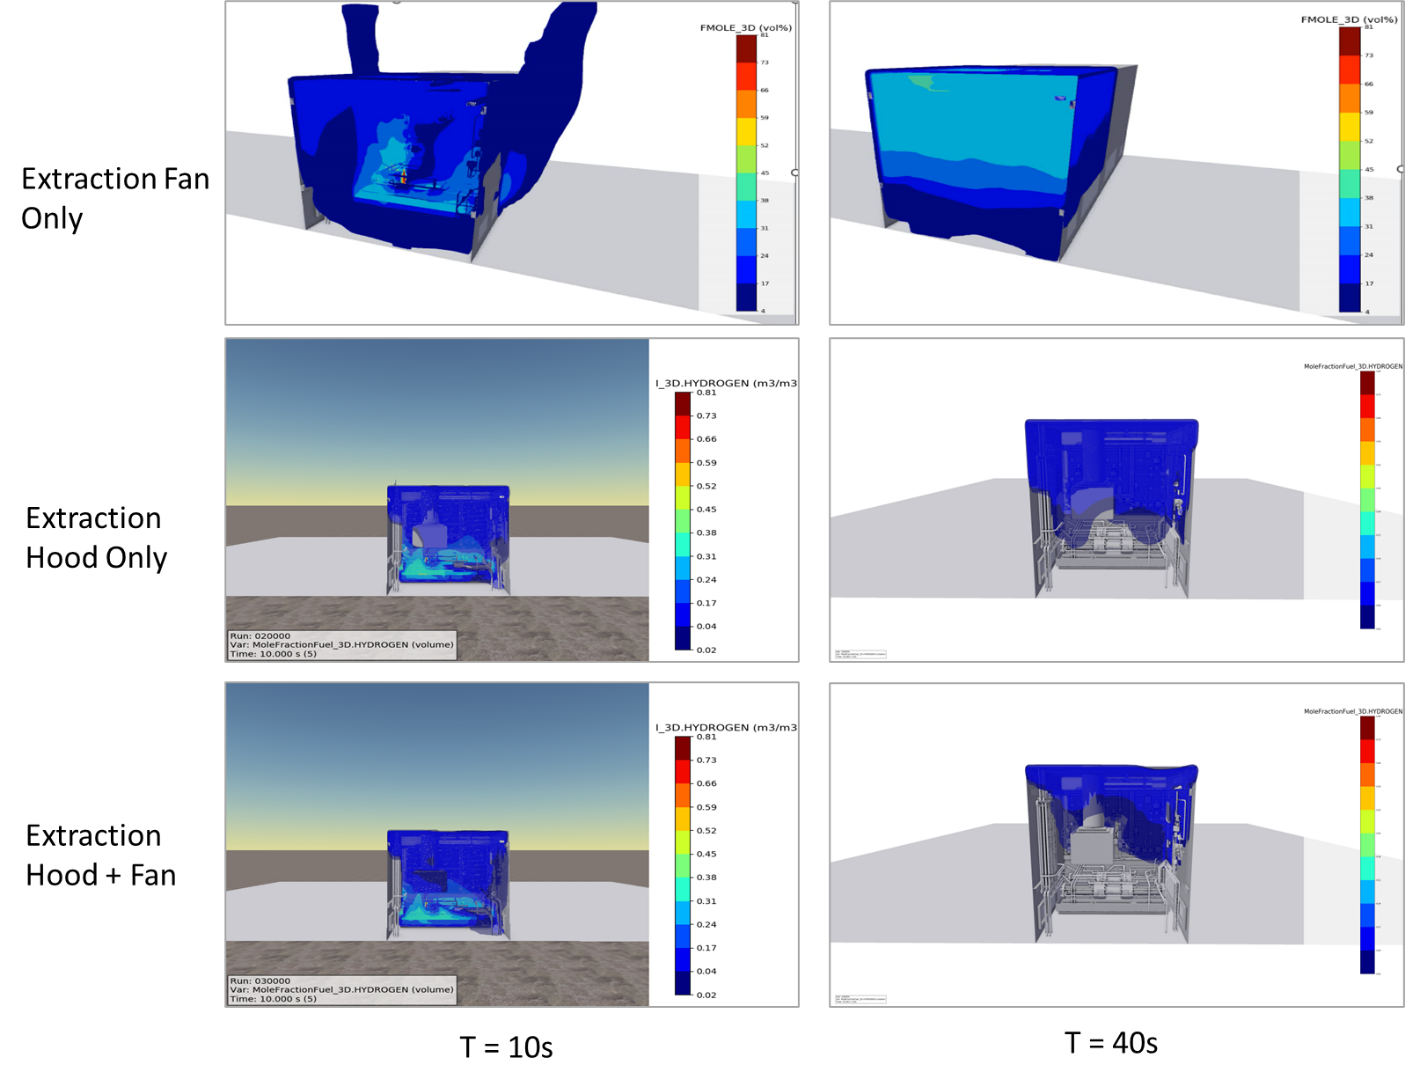 FMOLE_3D (vol%)
81
73
66
59
52
45
38
31
24
17
4
FMOLE_3D (vol%)
81
73
66
59
52
45
38
31
24
17
4
Extraction Fan
Only
I_3D.HYDROGEN (m3/m3
0.81
0.73
0.66
0.59
0.52
0.45
0.38
0.31
0.24
0.17
0.04
0.02
Run: 020000
Var: MoleFractionFuel_3D.HYDROGEN (volume)
Time: 10.000 s (5)
MoleFractionFuel_3D.HYDROGEN
Extraction
Hood Only
I_3D.HYDROGEN (m3/m3
0.81
0.73
0.66
0.59
0.52
0.45
0.38
0.31
0.24
0.17
0.04
0.02
Run: 030000
Var: MoleFractionFuel_3D.HYDROGEN (volume)
Time: 10.000 s (5)
MoleFractionFuel_3D.HYDROGEN
Extraction
Hood + Fan
T = 10s
T = 40s